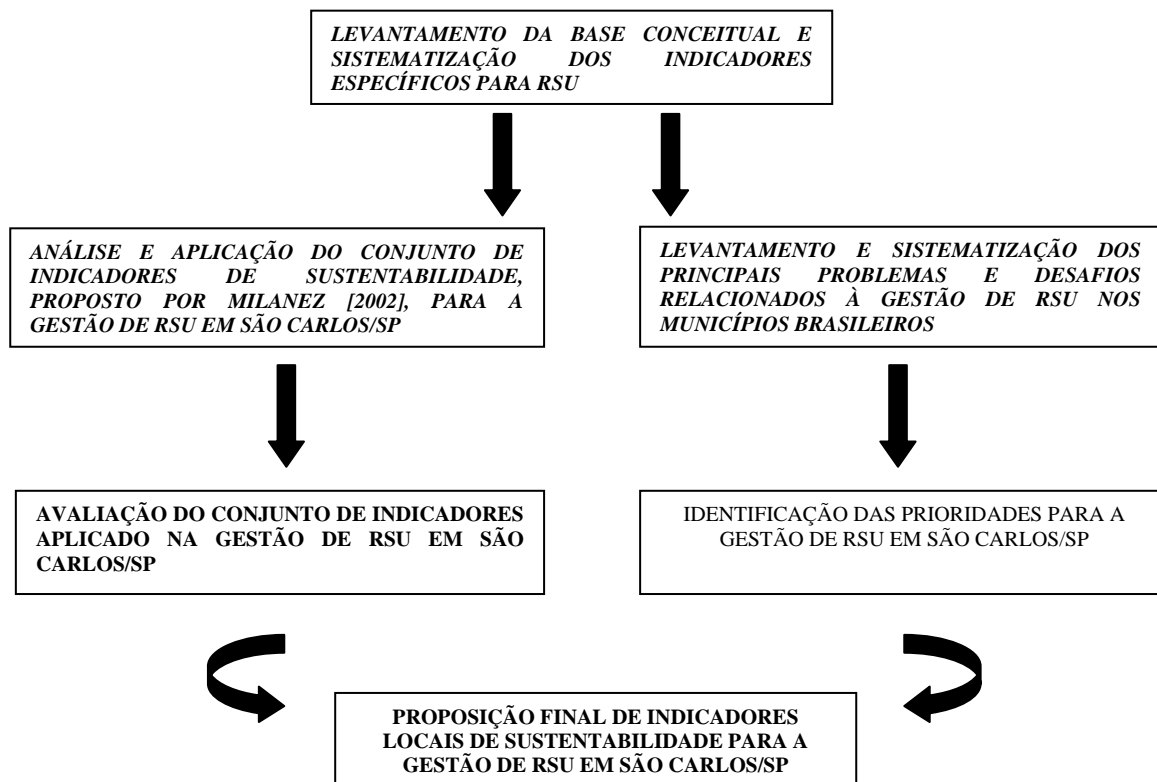 LEVANTAMENTO DA BASE CONCEITUAL E
SISTEMATIZAÇÃO DOS INDICADORES
ESPECÍFICOS PARA RSU
ANÁLISE E APLICAÇÃO DO CONJUNTO DE
INDICADORES DE SUSTENTABILIDADE,
PROPOSTO POR MILANEZ [2002], PARA A
GESTÃO DE RSU EM SÃO CARLOS/SP
LEVANTAMENTO E SISTEMATIZAÇÃO DOS
PRINCIPAIS PROBLEMAS E DESAFIOS
RELACIONADOS À GESTÃO DE RSU NOS
MUNICÍPIOS BRASILEIROS
AVALIAÇÃO DO CONJUNTO DE INDICADORES
APLICADO NA GESTÃO DE RSU EM SÃO
CARLOS/SP
IDENTIFICAÇÃO DAS PRIORIDADES PARA A
GESTÃO DE RSU EM SÃO CARLOS/SP
PROPOSIÇÃO FINAL DE INDICADORES
LOCAIS DE SUSTENTABILIDADE PARA A
GESTÃO DE RSU EM SÃO CARLOS/SP